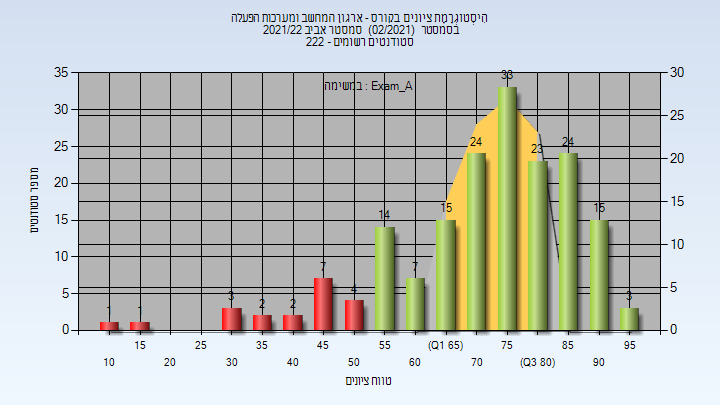 היסטוגרמת ציונים בקורס - ארגון המחשב ומערכות הפעלה
בסמסטר (02/2021) סמסטר אביב 2021/22
סטודנטים רשומים - 222
במשימה : Exam_A
מספר סטודנטים
35 30 25 20 15 10 5 0
30 25 20 15 10 5 0
1 1 3 2 2 7 4 14 7 15 24 33 23 24 15 3
15 25 35 45 55 (Q1 65) 75 85 95
10 20 30 40 50 60 70 (Q3 80) 90
טווח ציונים